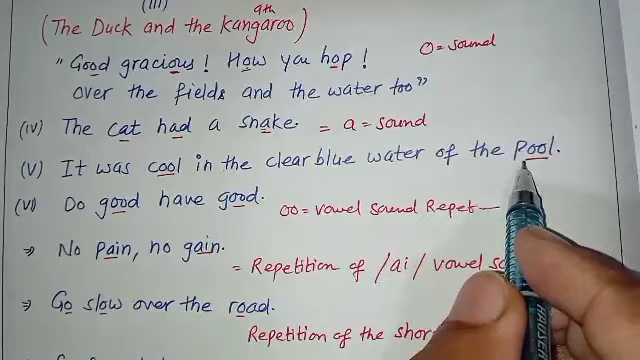 (III)
9th
(The Duck and the Kangaroo)
"Good gracious! How you hop!
O = sound
over the fields and the water too"
(iv) The cat had a snake. = a = sound
(v) It was cool in the clear blue water of the pool.
(vi) Do good have good.
oo = vowel sound Repet—
⇒ No pain, no gain.
= Repetition of /ai/ vowel
⇒ Go slow over the road.
Repetition of the
HAUSER